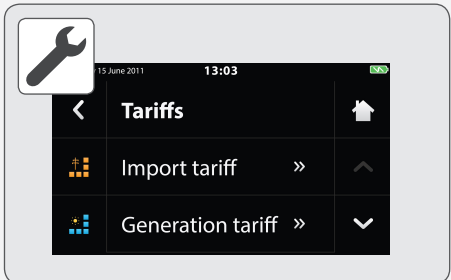 15 June 2011 13:03
Tariffs
Import tariff »
Generation tariff »